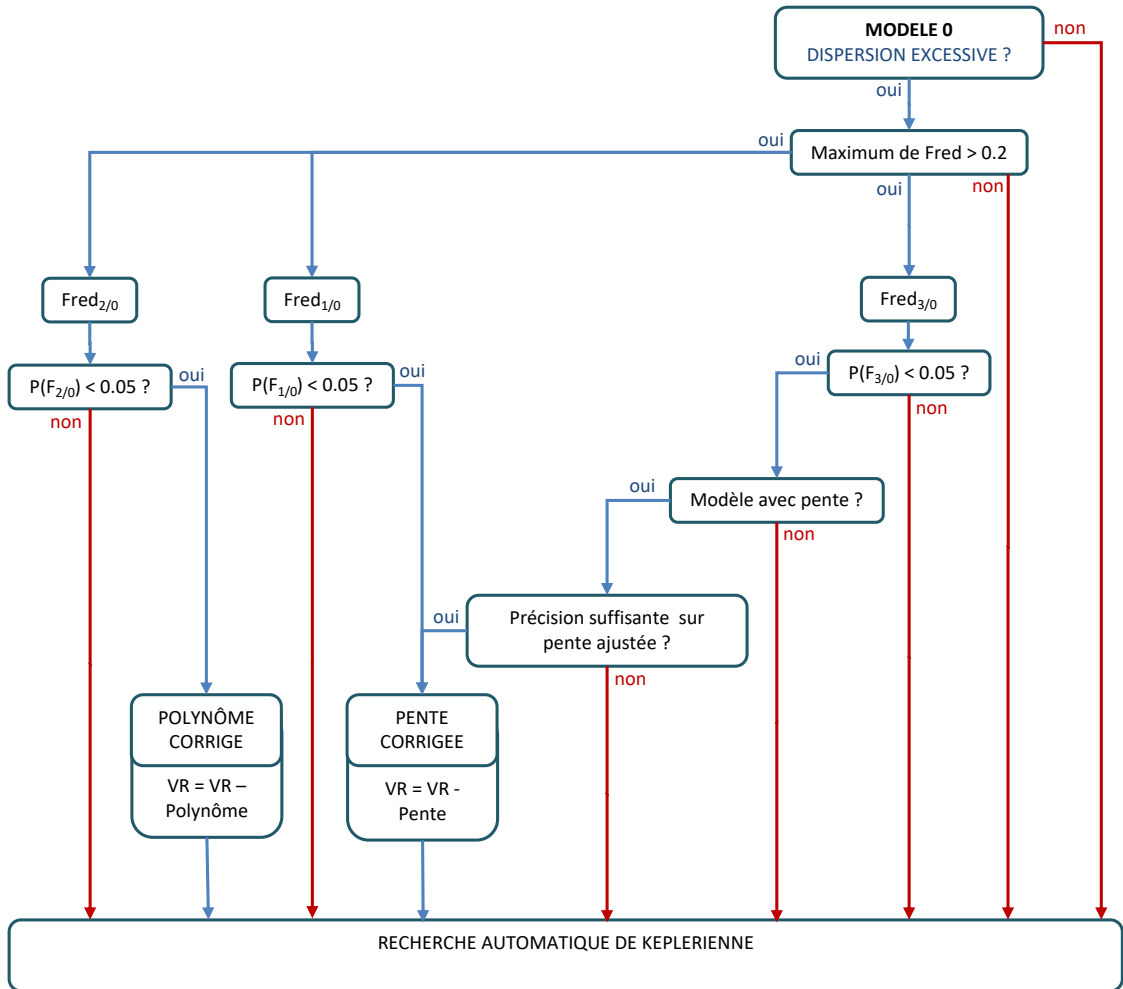 MODELE 0
DISPERSION EXCESSIVE ?
non
oui
oui
Maximum de Fred > 0.2
oui
non
Fred2/0
Fred1/0
Fred3/0
P(F2/0) < 0.05 ?
oui
non
P(F1/0) < 0.05 ?
oui
non
oui
P(F3/0) < 0.05 ?
non
oui
Modèle avec pente ?
non
oui
Précision suffisante sur
pente ajustée ?
non
POLYNÔME
CORRIGE
VR = VR –
Polynôme
PENTE
CORRIGEE
VR = VR -
Pente
RECHERCHE AUTOMATIQUE DE KEPLERIENNE